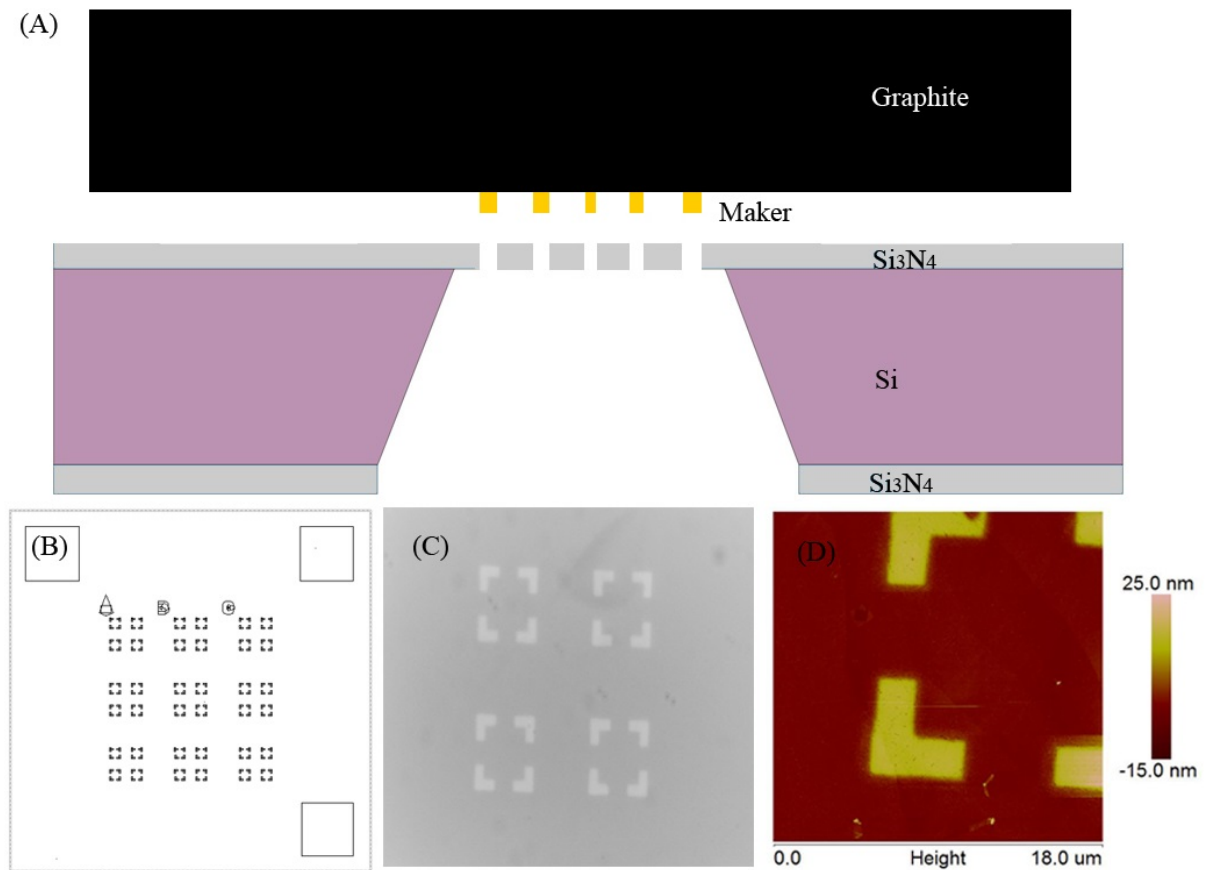 (A)
Graphite
Maker
Si₃N₄
Si
Si₃N₄
(B)
A B C
(C)
(D)
25.0 nm
-15.0 nm
0.0 Height 18.0 um